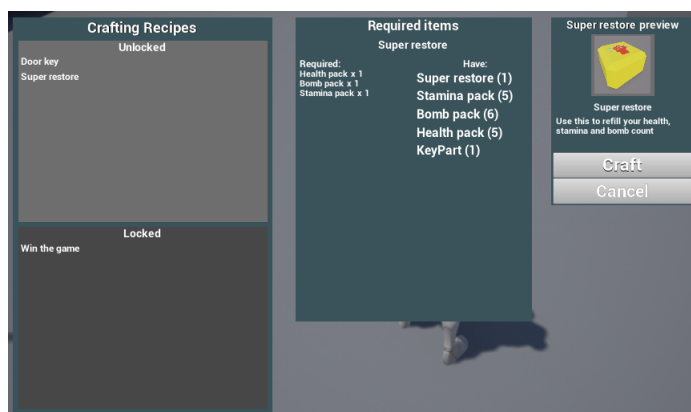 Crafting Recipes
Unlocked
Door key
Super restore
Locked
Win the game
Required items
Super restore
Required:
Health pack x 1
Bomb pack x 1
Stamina pack x 1
Have:
Super restore (1)
Stamina pack (5)
Bomb pack (6)
Health pack (5)
KeyPart (1)
Super restore preview
Super restore
Use this to refill your health,
stamina and bomb count
Craft
Cancel